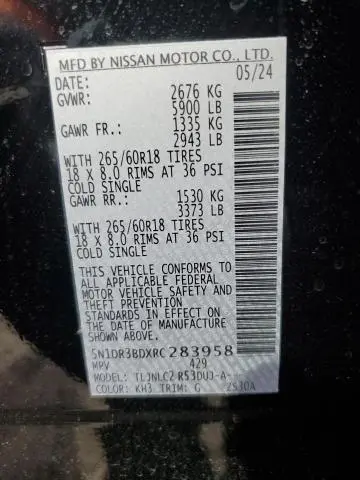 MFD BY NISSAN MOTOR CO., LTD.
DATE: 05/24
GVWR: 2676 KG
5900 LB
GAWR FR.: 1335 KG
2943 LB
WITH 265/60R18 TIRES
18 X 8.0 RIMS AT 36 PSI
COLD SINGLE
GAWR RR.: 1530 KG
3373 LB
WITH 265/60R18 TIRES
18 X 8.0 RIMS AT 36 PSI
COLD SINGLE
THIS VEHICLE CONFORMS TO
ALL APPLICABLE FEDERAL
MOTOR VEHICLE SAFETY AND
THEFT PREVENTION
STANDARDS IN EFFECT ON
THE DATE OF MANUFACTURE
SHOWN ABOVE.
5N1DR3BDXRC283958
MPV 429
MODEL: TLJNLC2 R53DUJ-A-
COLOR: KH3 TRIM: G 2530A